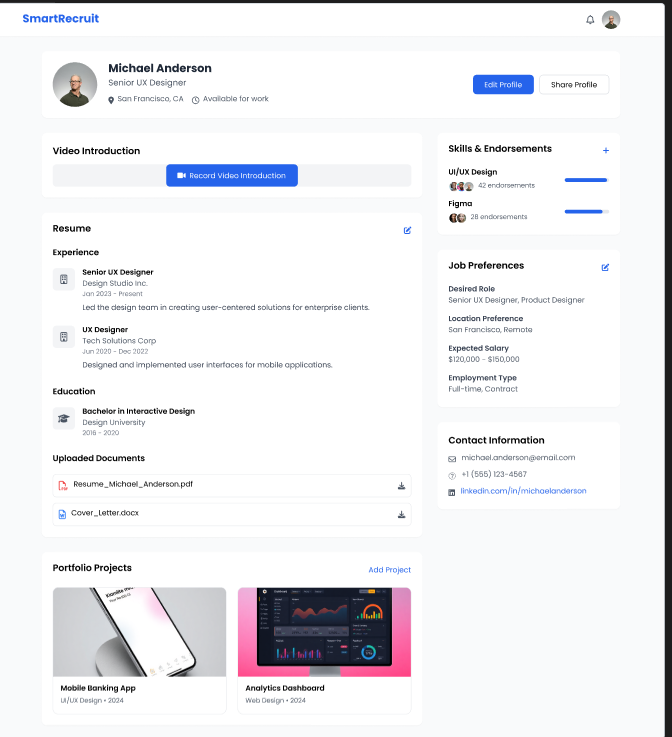 SmartRecruit
Michael Anderson
Senior UX Designer
San Francisco, CA Available for work
Edit Profile
Share Profile
Video Introduction
Record Video Introduction
Resume
Experience
Senior UX Designer
Design Studio Inc.
Jan 2023 - Present
Led the design team in creating user-centered solutions for enterprise clients.
UX Designer
Tech Solutions Corp
Jun 2020 - Dec 2022
Designed and implemented user interfaces for mobile applications.
Education
Bachelor in Interactive Design
Design University
2016 - 2020
Uploaded Documents
Resume_Michael_Anderson.pdf
Cover_Letter.docx
Portfolio Projects
Add Project
Mobile Banking App
UI/UX Design • 2024
Analytics Dashboard
Web Design • 2024
Skills & Endorsements
UI/UX Design
42 endorsements
Figma
28 endorsements
Job Preferences
Desired Role
Senior UX Designer, Product Designer
Location Preference
San Francisco, Remote
Expected Salary
$120,000 - $150,000
Employment Type
Full-time, Contract
Contact Information
michael.anderson@email.com
+1 (555) 123-4567
linkedin.com/in/michaelanderson